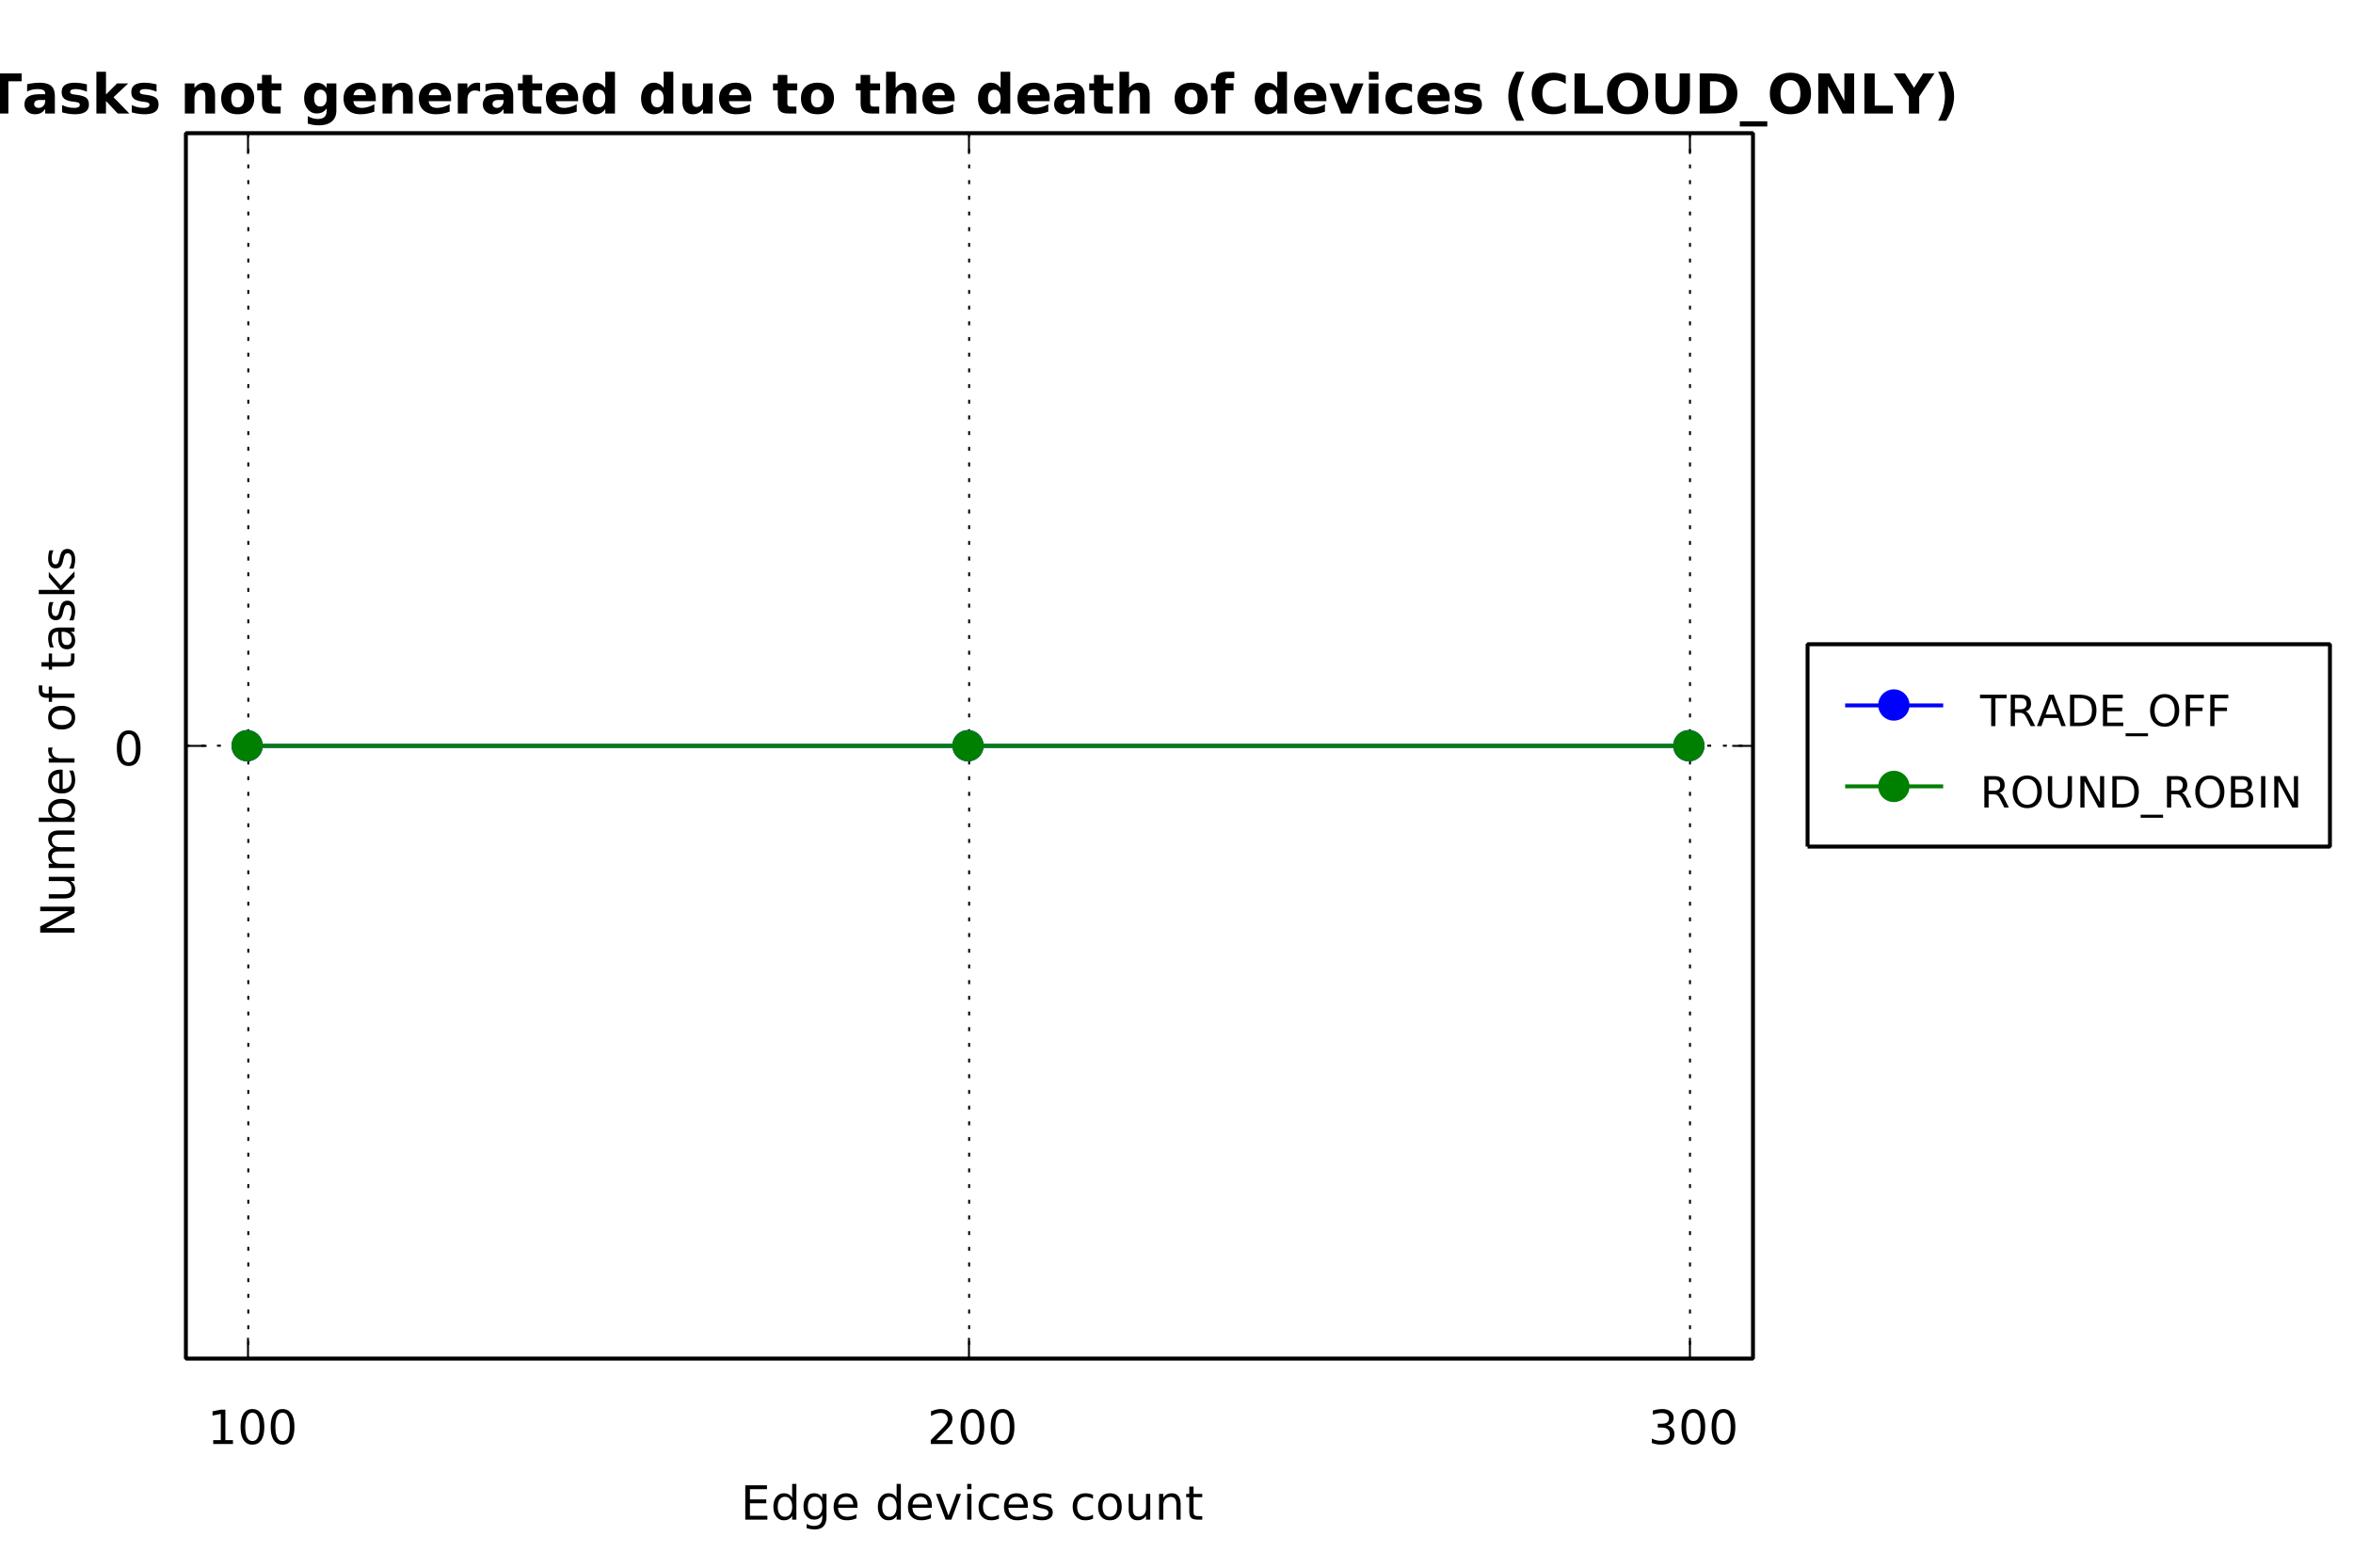 Tasks not generated due to the death of devices (CLOUD_ONLY)
Number of tasks
0
TRADE_OFF
ROUND_ROBIN
100 200 300
Edge devices count